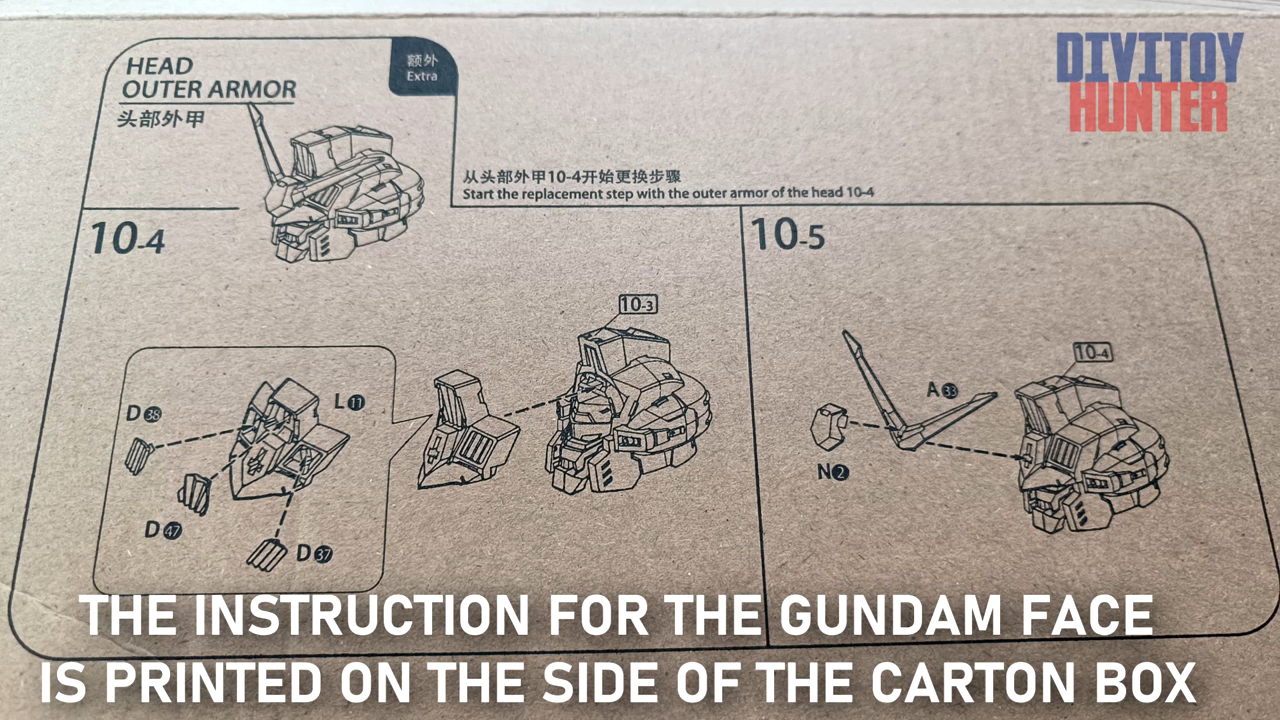 HEAD
OUTER ARMOR
头部外甲
额外
Extra
DIVITOY
HUNTER
从头部外甲10-4开始更换步骤
Start the replacement step with the outer armor of the head 10-4
10-4
10-3
D38
L11
D47
D37
10-5
10-4
A33
N2
THE INSTRUCTION FOR THE GUNDAM FACE
IS PRINTED ON THE SIDE OF THE CARTON BOX